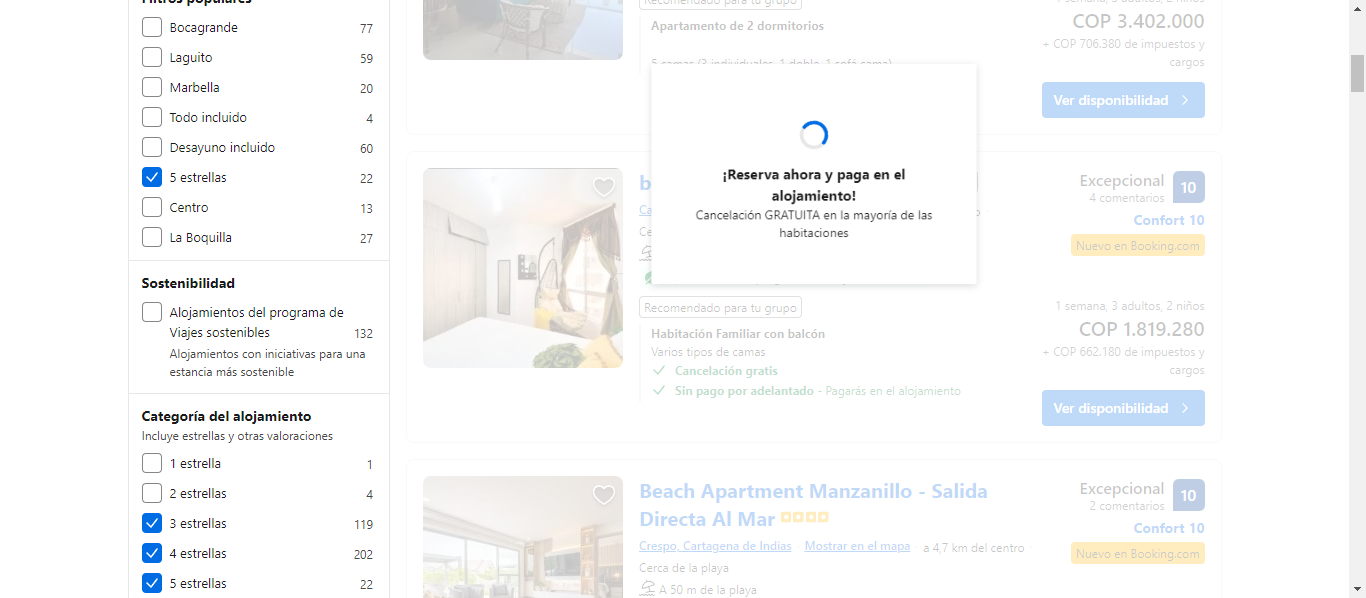 Filtros populares
Bocagrande 77
Laguito 59
Marbella 20
Todo incluido 4
Desayuno incluido 60
5 estrellas 22
Centro 13
La Boquilla 27
Sostenibilidad
Alojamientos del programa de
Viajes sostenibles 132
Alojamientos con iniciativas para una
estancia más sostenible
Categoría del alojamiento
Incluye estrellas y otras valoraciones
1 estrella 1
2 estrellas 4
3 estrellas 119
4 estrellas 202
5 estrellas 22
Recomendado para tu grupo
Apartamento de 2 dormitorios
5 camas (3 individuales, 1 doble, 1 sofá cama)
1 semana, 3 adultos, 2 niños
COP 3.402.000
+ COP 706.380 de impuestos y
cargos
Ver disponibilidad
¡Reserva ahora y paga en el
alojamiento!
Cancelación GRATUITA en la mayoría de las
habitaciones
Excepcional 10
4 comentarios
Confort 10
Nuevo en Booking.com
Recomendado para tu grupo
Habitación Familiar con balcón
Varios tipos de camas
Cancelación gratis
Sin pago por adelantado - Pagarás en el alojamiento
1 semana, 3 adultos, 2 niños
COP 1.819.280
+ COP 662.180 de impuestos y
cargos
Ver disponibilidad
Beach Apartment Manzanillo - Salida
Directa Al Mar
Crespo, Cartagena de Indias Mostrar en el mapa a 4,7 km del centro
Cerca de la playa
A 50 m de la playa
Excepcional 10
2 comentarios
Confort 10
Nuevo en Booking.com